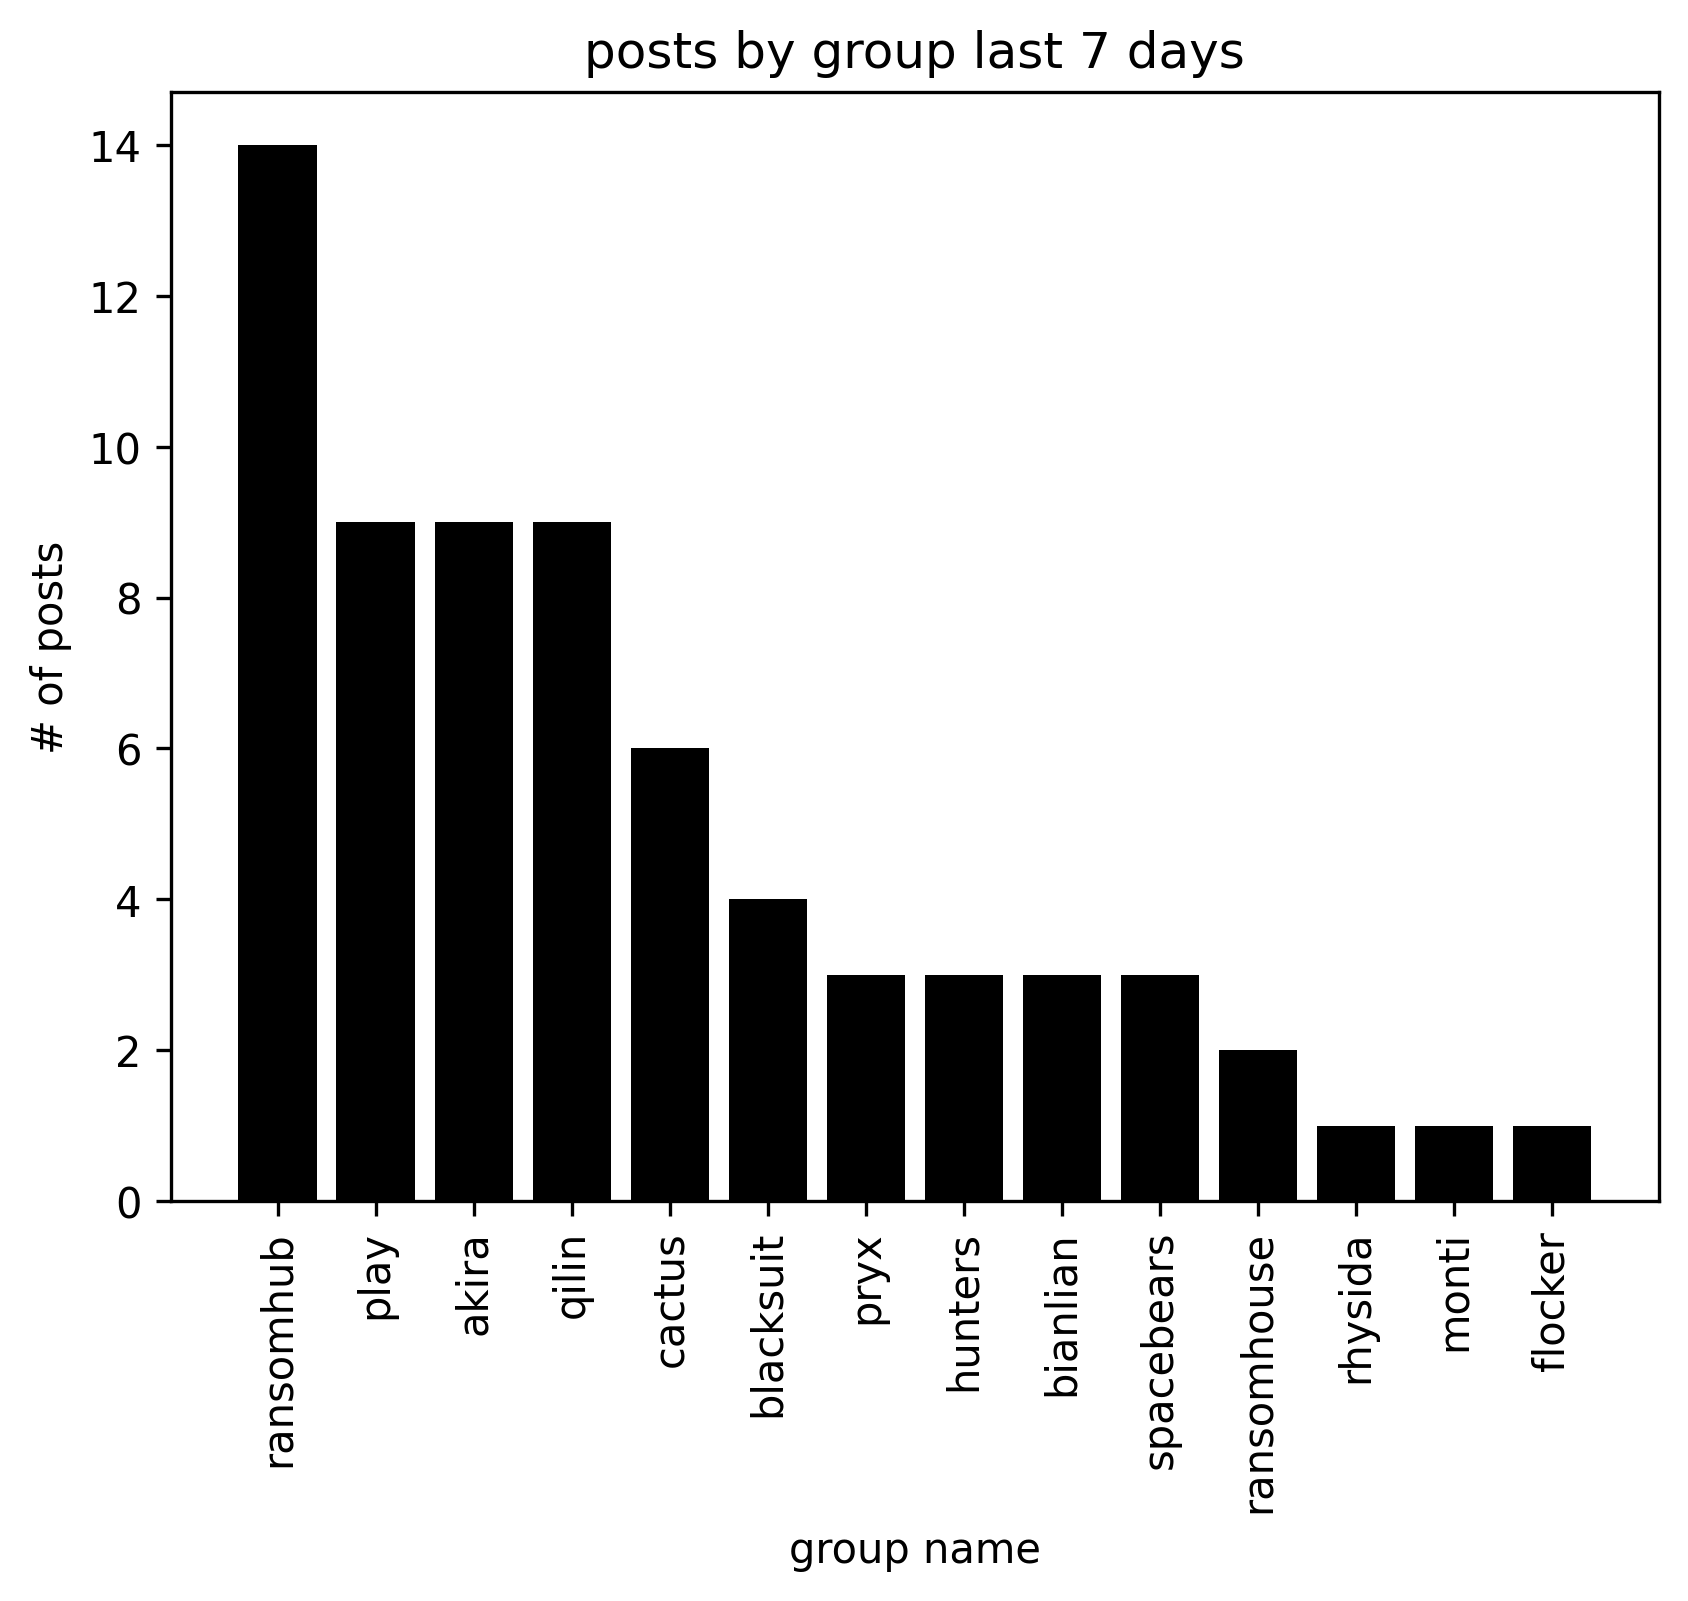 posts by group last 7 days
14
12
10
8
6
4
2
0
# of posts
ransomhub
play
akira
qilin
cactus
blacksuit
pryx
hunters
bianlian
spacebears
ransomhouse
rhysida
monti
flocker
group name